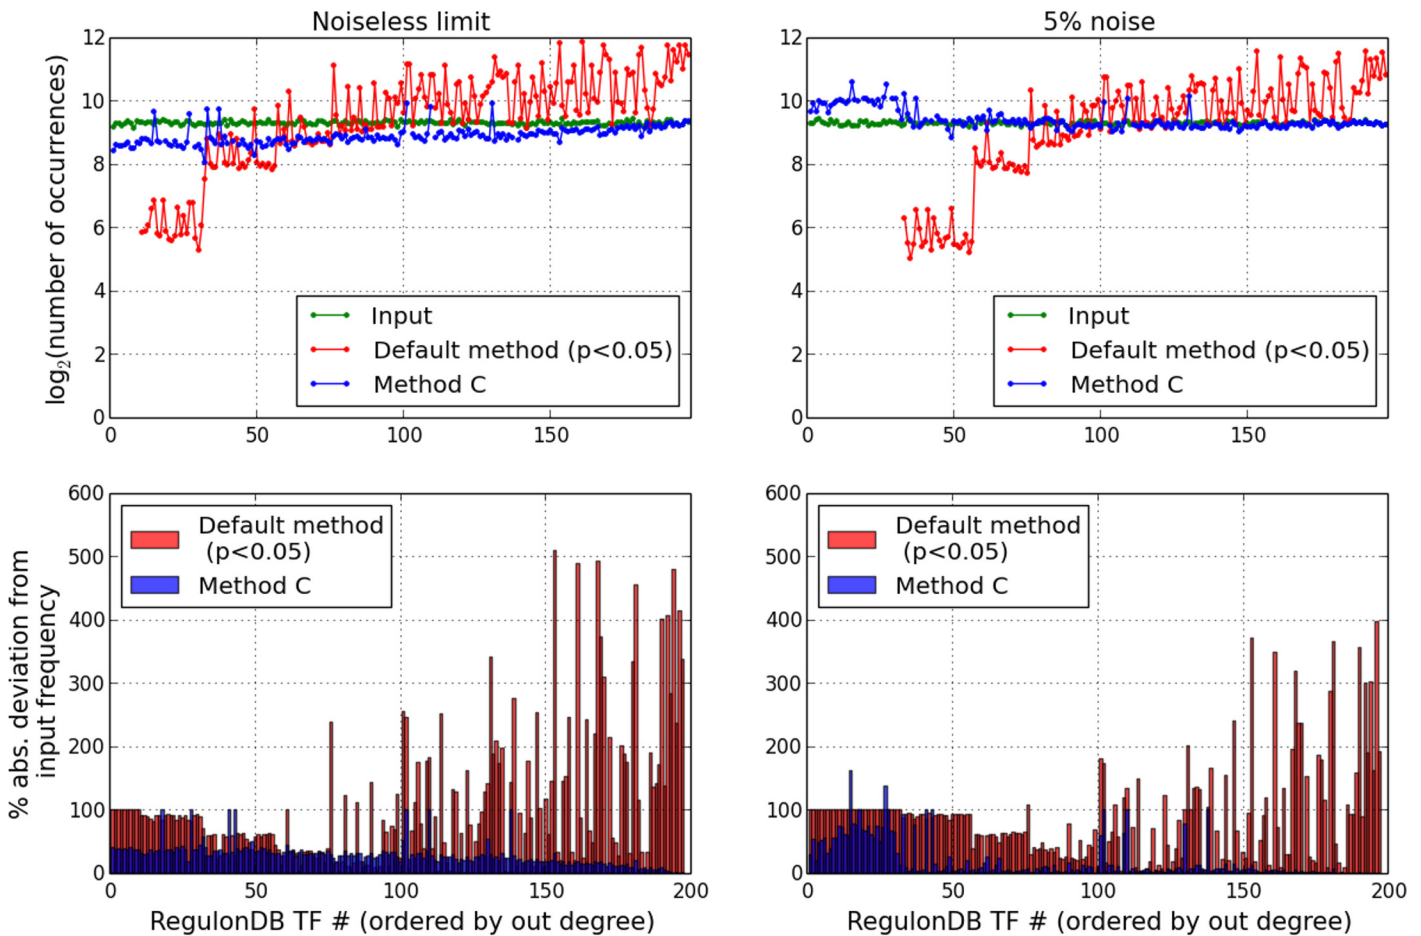 Noiseless limit
5% noise
log2(number of occurrences)
12
10
8
6
4
2
0
0 50 100 150
Input
Default method (p<0.05)
Method C
12
10
8
6
4
2
0
0 50 100 150
Input
Default method (p<0.05)
Method C
% abs. deviation from
input frequency
600
500
400
300
200
100
0
0 50 100 150 200
Default method
(p<0.05)
Method C
RegulonDB TF # (ordered by out degree)
600
500
400
300
200
100
0
0 50 100 150 200
Default method
(p<0.05)
Method C
RegulonDB TF # (ordered by out degree)